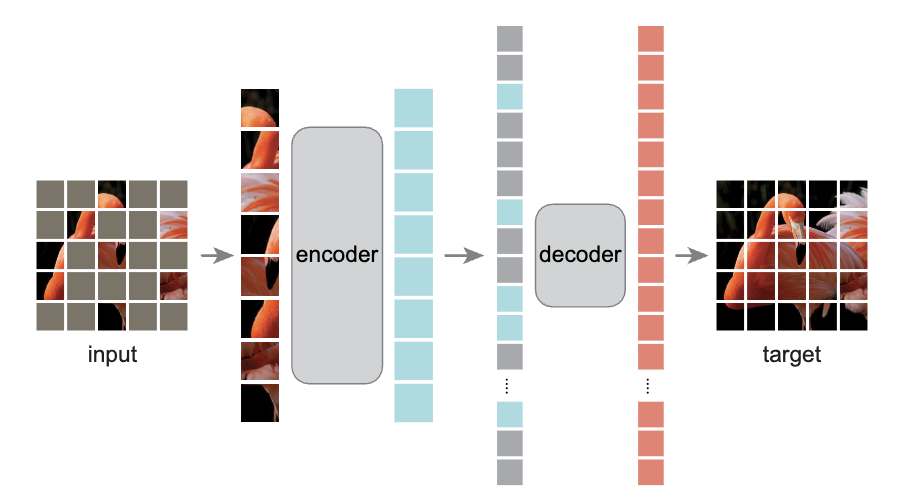 input
encoder
decoder
target